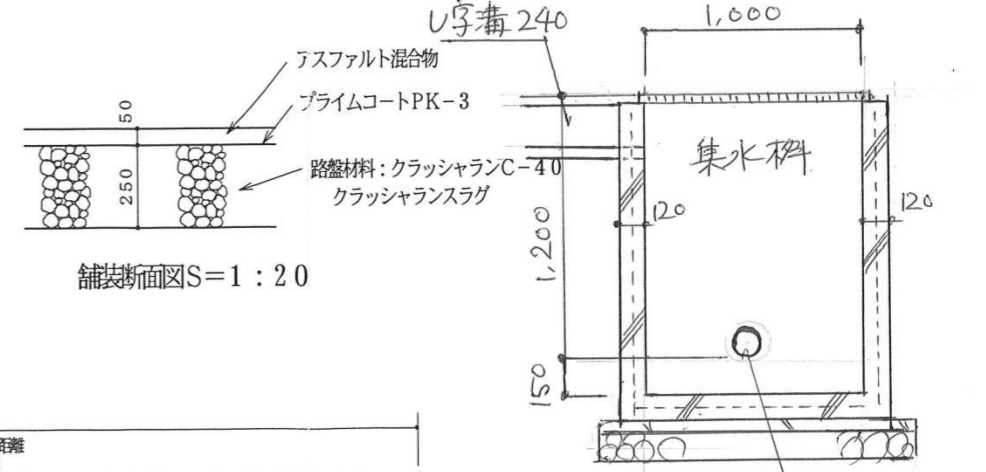 アスファルト混合物
プライムコートPK-3
路盤材料：クラッシャランC-40
クラッシャランスラグ
50
250
舗装断面図S=1：20
距離
U字溝240
1,000
集水桝
120
120
1,200
150